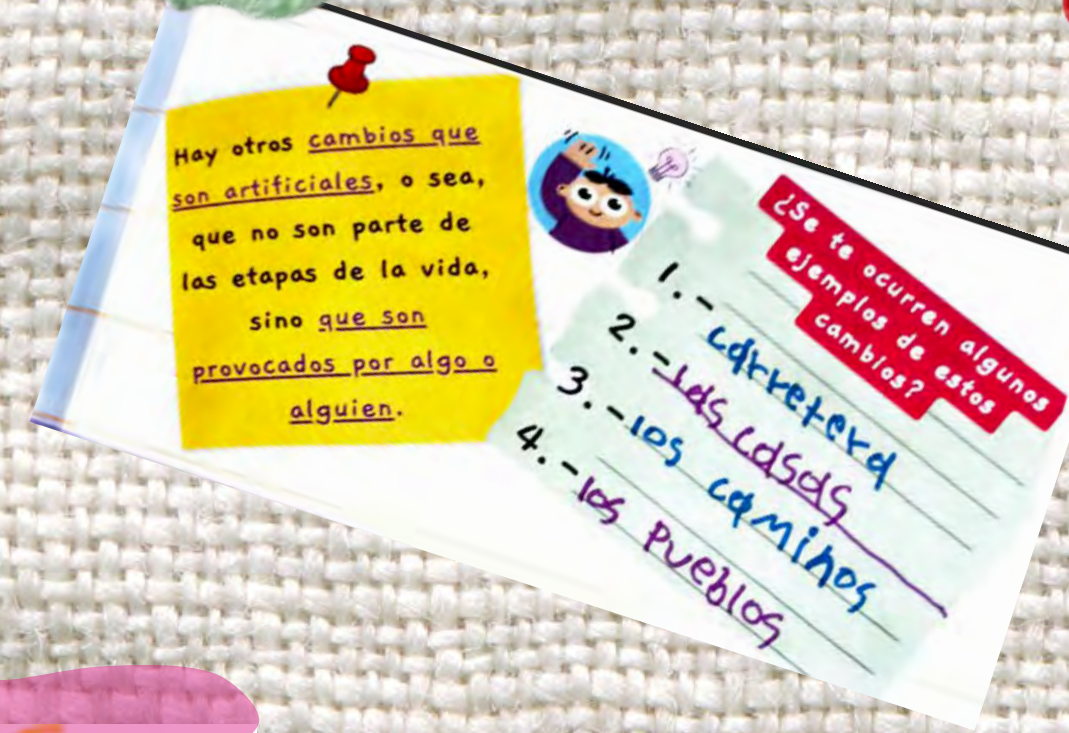 Hay otros cambios que
son artificiales, o sea,
que no son parte de
las etapas de la vida,
sino que son
provocados por algo o
alguien.
¿Se te ocurren algunos
ejemplos de estos
cambios?
1.- carretera
2.- las casas
3.- los caminos
4.- los pueblos